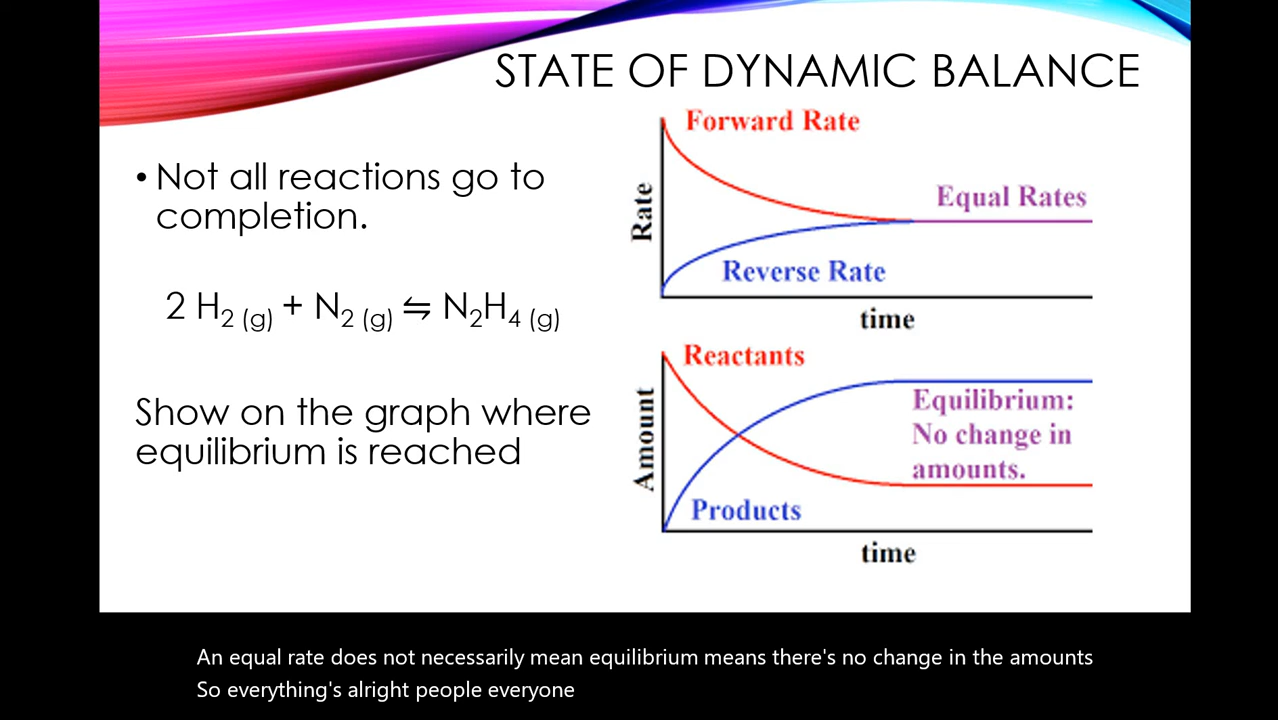 STATE OF DYNAMIC BALANCE
• Not all reactions go to
completion.
2 H₂ (g) + N₂ (g) ⇋ N₂H₄ (g)
Show on the graph where
equilibrium is reached
Forward Rate
Rate
Equal Rates
Reverse Rate
time
Reactants
Amount
Equilibrium:
No change in
amounts.
Products
time
An equal rate does not necessarily mean equilibrium means there's no change in the amounts
So everything's alright people everyone